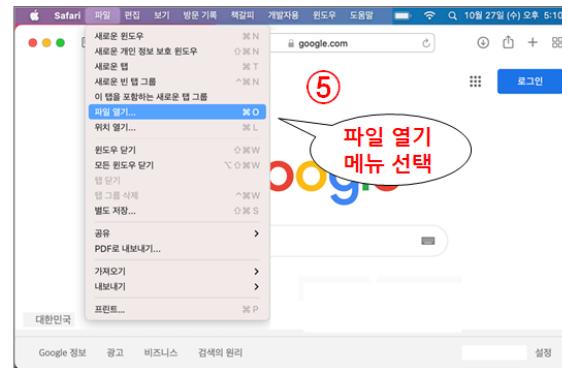 Safari 파일 편집 보기 방문 기록 책갈피 개발자용 윈도우 도움말 10월 27일 (수) 오후 5:10
google.com
새로운 윈도우 ⌘N
새로운 개인 정보 보호 윈도우 ⇧⌘N
새로운 탭 ⌘T
새로운 빈 탭 그룹 ^⌘N
이 탭을 포함하는 새로운 탭 그룹
파일 열기... ⌘O
위치 열기... ⌘L
윈도우 닫기 ⇧⌘W
모든 윈도우 닫기 ⌥⇧⌘W
탭 닫기
탭 그룹 삭제 ^⌘W
별도 저장... ⇧⌘S
공유
PDF로 내보내기...
가져오기
내보내기
프린트... ⌘P
⑤
로그인
파일 열기
메뉴 선택
Google
대한민국
Google 정보 광고 비즈니스 검색의 원리 설정